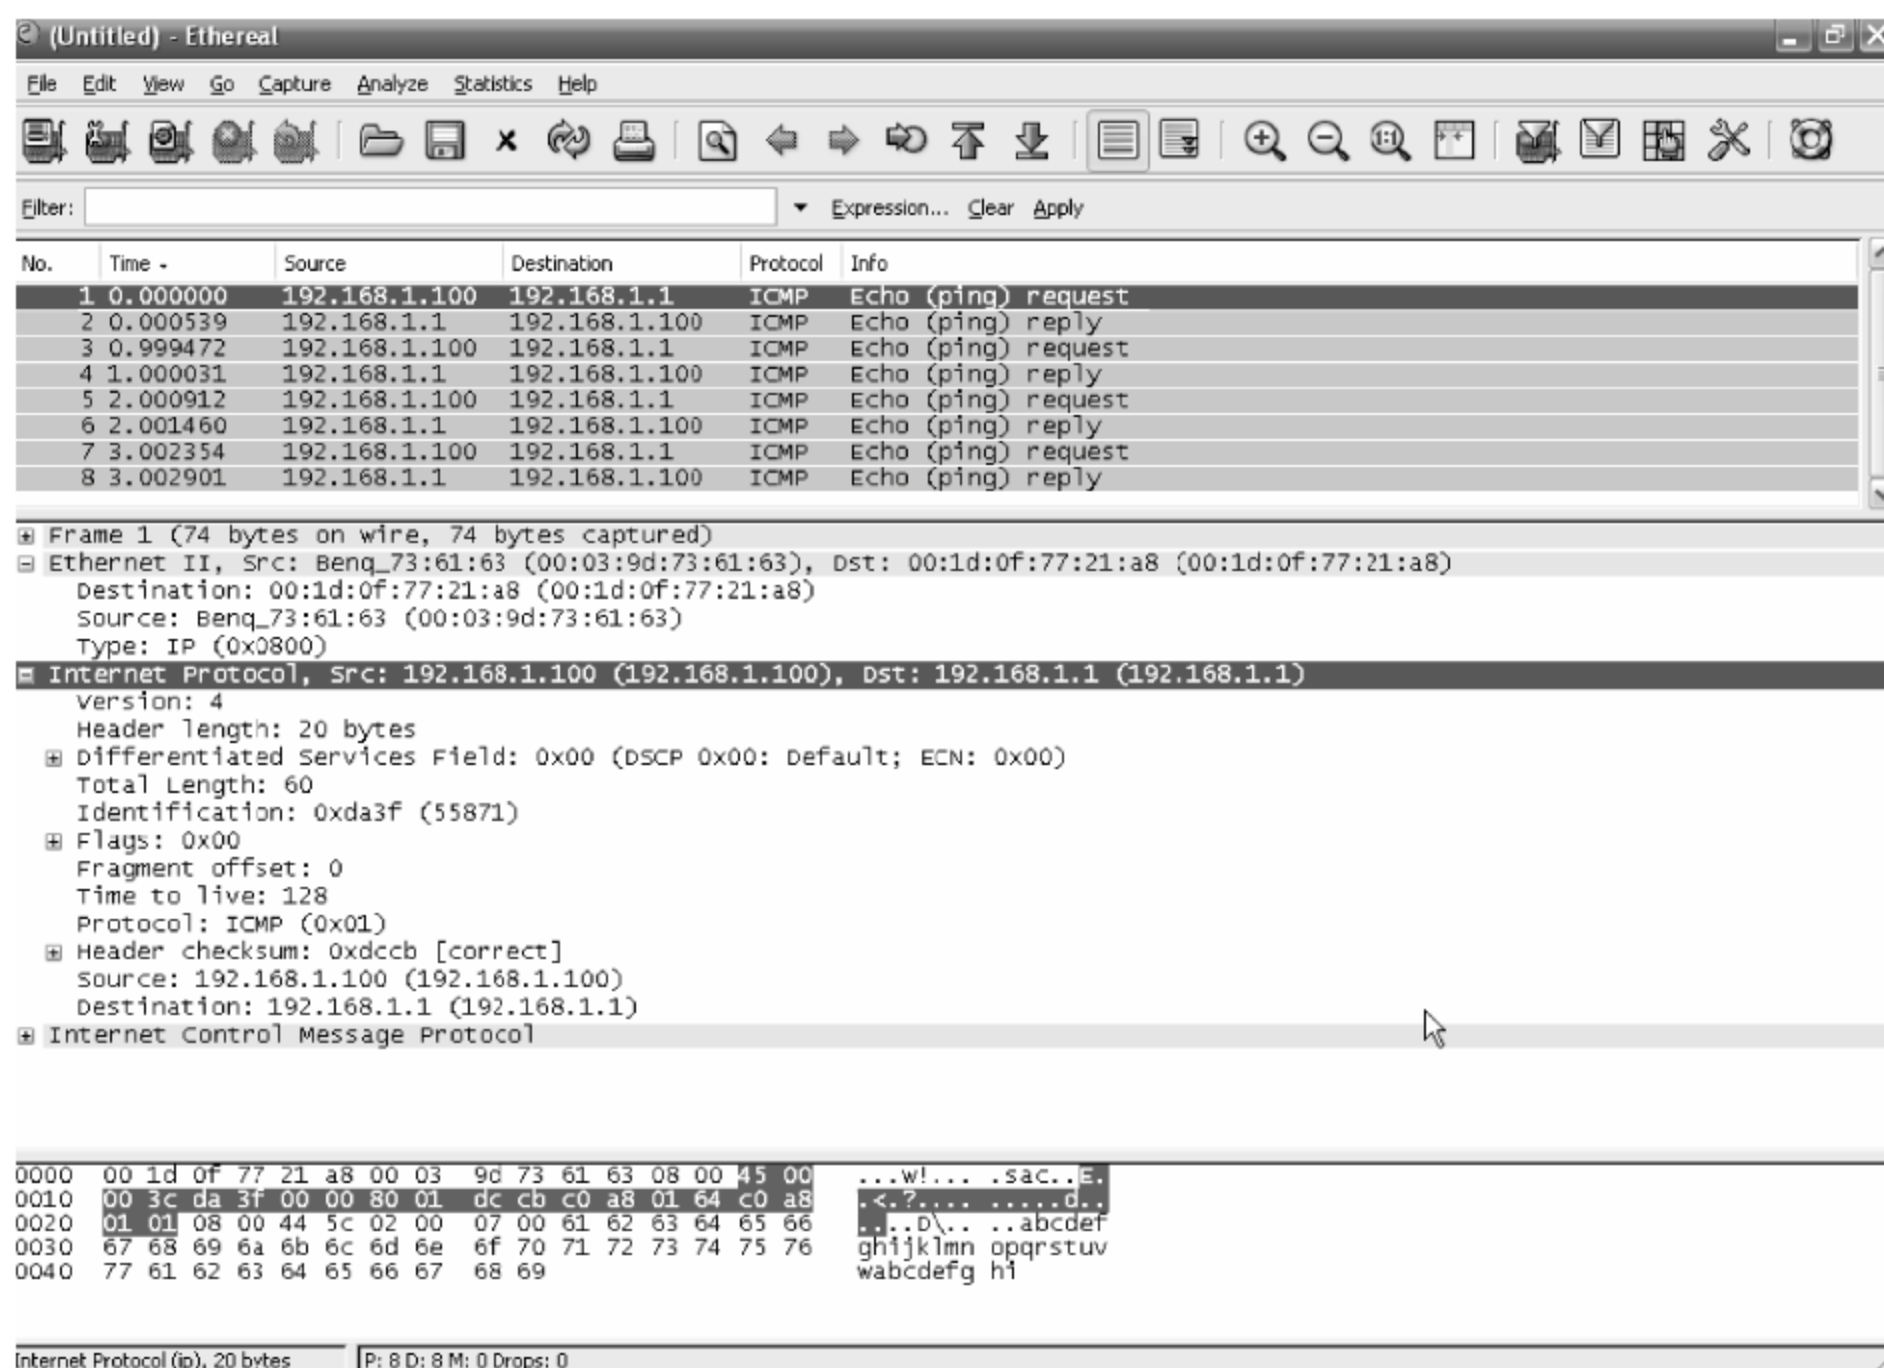 (Untitled) - Ethereal
File Edit View Go Capture Analyze Statistics Help
Filter: Expression... Clear Apply
No. Time Source Destination Protocol Info
1 0.000000 192.168.1.100 192.168.1.1 ICMP Echo (ping) request
2 0.000539 192.168.1.1 192.168.1.100 ICMP Echo (ping) reply
3 0.999472 192.168.1.100 192.168.1.1 ICMP Echo (ping) request
4 1.000031 192.168.1.1 192.168.1.100 ICMP Echo (ping) reply
5 2.000912 192.168.1.100 192.168.1.1 ICMP Echo (ping) request
6 2.001460 192.168.1.1 192.168.1.100 ICMP Echo (ping) reply
7 3.002354 192.168.1.100 192.168.1.1 ICMP Echo (ping) request
8 3.002901 192.168.1.1 192.168.1.100 ICMP Echo (ping) reply
Frame 1 (74 bytes on wire, 74 bytes captured)
Ethernet II, Src: Benq_73:61:63 (00:03:9d:73:61:63), Dst: 00:1d:0f:77:21:a8 (00:1d:0f:77:21:a8)
Destination: 00:1d:0f:77:21:a8 (00:1d:0f:77:21:a8)
Source: Benq_73:61:63 (00:03:9d:73:61:63)
Type: IP (0x0800)
Internet Protocol, Src: 192.168.1.100 (192.168.1.100), Dst: 192.168.1.1 (192.168.1.1)
Version: 4
Header length: 20 bytes
Differentiated Services Field: 0x00 (DSCP 0x00: Default; ECN: 0x00)
Total Length: 60
Identification: 0xda3f (55871)
Flags: 0x00
Fragment offset: 0
Time to live: 128
Protocol: ICMP (0x01)
Header checksum: 0xdccb [correct]
Source: 192.168.1.100 (192.168.1.100)
Destination: 192.168.1.1 (192.168.1.1)
Internet Control Message Protocol
0000 00 1d 0f 77 21 a8 00 03 9d 73 61 63 08 00 45 00 ...w!... .sac..E.
0010 00 3c da 3f 00 00 80 01 dc cb c0 a8 01 64 c0 a8 .<.?.... .....d..
0020 01 01 08 00 44 5c 02 00 07 00 61 62 63 64 65 66 ....D\.. ..abcdef
0030 67 68 69 6a 6b 6c 6d 6e 6f 70 71 72 73 74 75 76 ghijklmn opqrstuv
0040 77 61 62 63 64 65 66 67 68 69 wabcdefg hi
Internet Protocol (ip), 20 bytes P: 8 D: 8 M: 0 Drops: 0